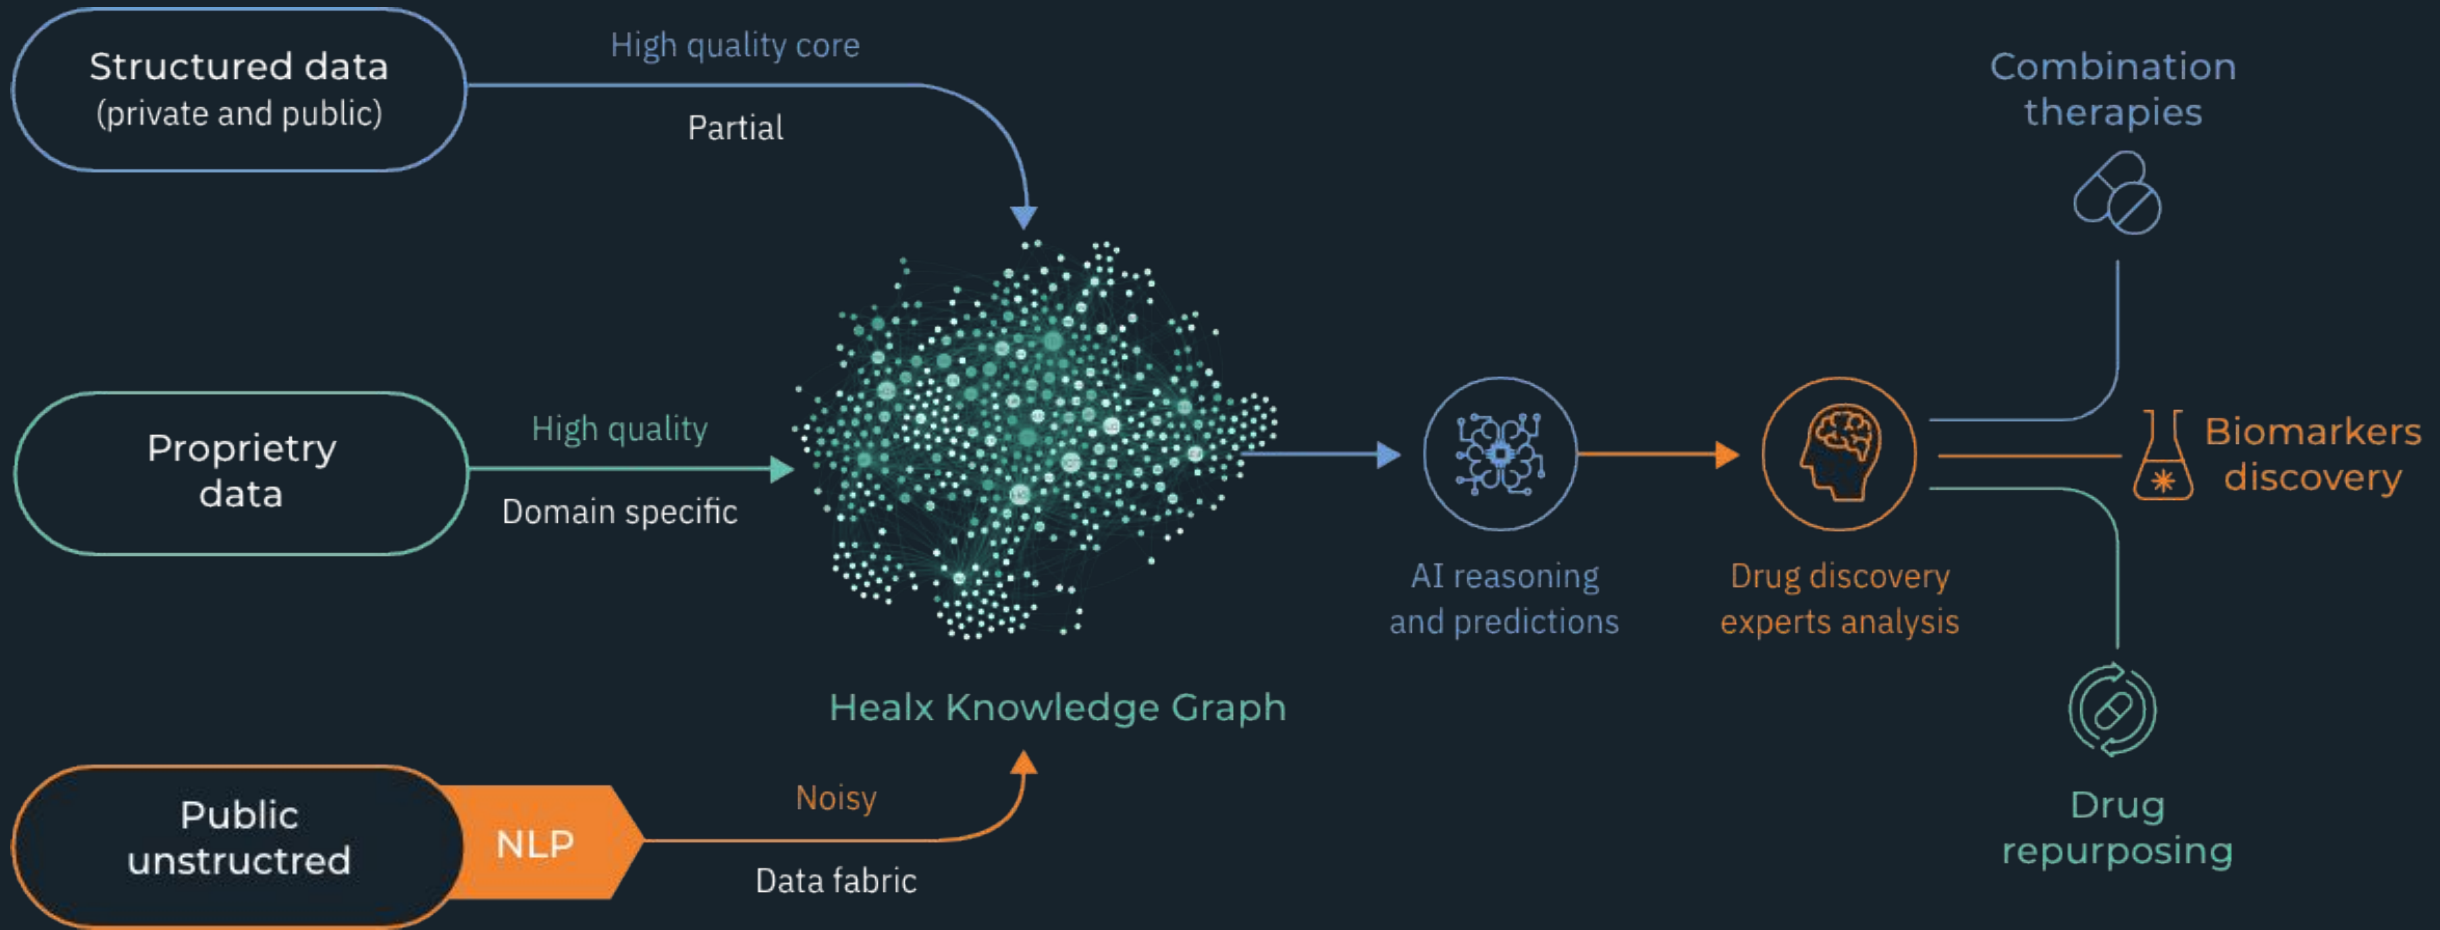 Structured data
(private and public)
High quality core
Partial
Combination
therapies
Proprietry
data
High quality
Domain specific
Biomarkers
discovery
AI reasoning
and predictions
Drug discovery
experts analysis
Healx Knowledge Graph
Public
unstructred
NLP
Noisy
Data fabric
Drug
repurposing